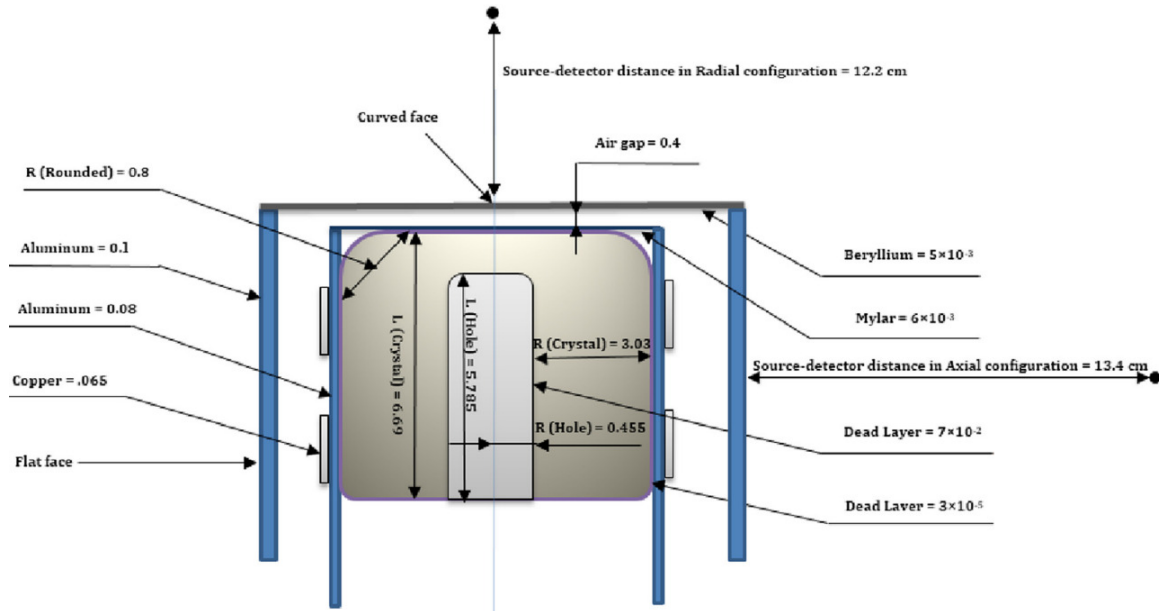 Source-detector distance in Radial configuration = 12.2 cm
Curved face
Air gap = 0.4
R (Rounded) = 0.8
Aluminum = 0.1
Beryllium = 5×10⁻³
Aluminum = 0.08
Mylar = 6×10⁻³
L (Crystal) = 6.69
L (Hole) = 5.785
R (Crystal) = 3.03
Source-detector distance in Axial configuration = 13.4 cm
Copper = .065
R (Hole) = 0.455
Dead Layer = 7×10⁻²
Flat face
Dead Laver = 3×10⁻⁵